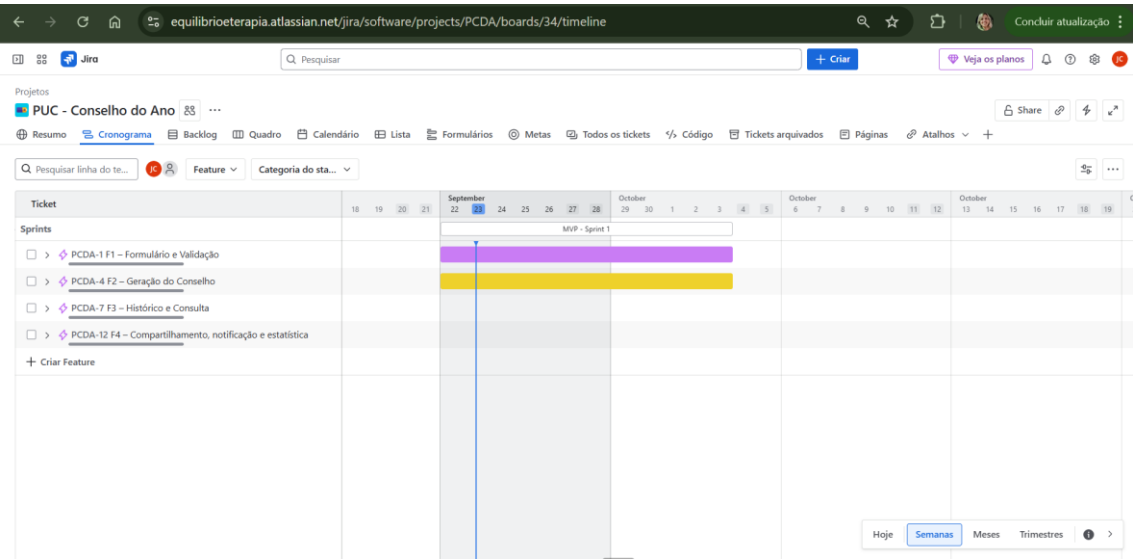 equilibrioeterapia.atlassian.net/jira/software/projects/PCDA/boards/34/timeline Concluir atualização
Jira Pesquisar + Criar Veja os planos JC
Projetos
PUC - Conselho do Ano Share
Resumo Cronograma Backlog Quadro Calendário Lista Formulários Metas Todos os tickets Código Tickets arquivados Páginas Atalhos
Pesquisar linha do te... JC Feature Categoria do sta...
Ticket September October October October
18 19 20 21 22 23 24 25 26 27 28 29 30 1 2 3 4 5 6 7 8 9 10 11 12 13 14 15 16 17 18 19
Sprints MVP - Sprint 1
PCDA-1 F1 – Formulário e Validação
PCDA-4 F2 – Geração do Conselho
PCDA-7 F3 – Histórico e Consulta
PCDA-12 F4 – Compartilhamento, notificação e estatística
+ Criar Feature
Hoje Semanas Meses Trimestres